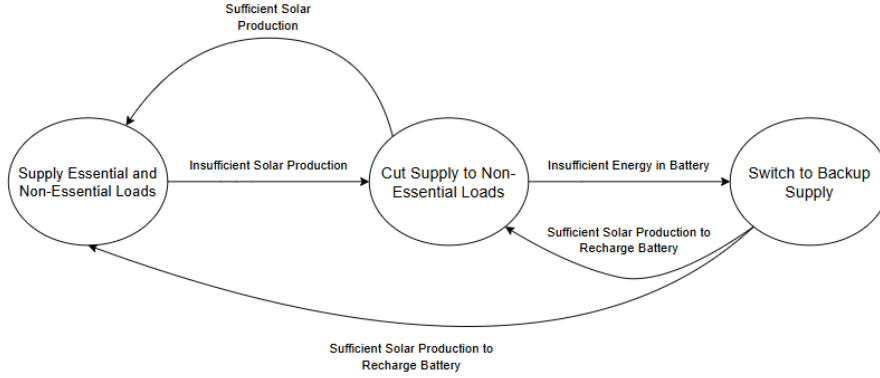 Sufficient Solar
Production
Supply Essential and
Non-Essential Loads
Insufficient Solar Production
Cut Supply to Non-
Essential Loads
Insufficient Energy in Battery
Switch to Backup
Supply
Sufficient Solar Production to
Recharge Battery
Sufficient Solar Production to
Recharge Battery